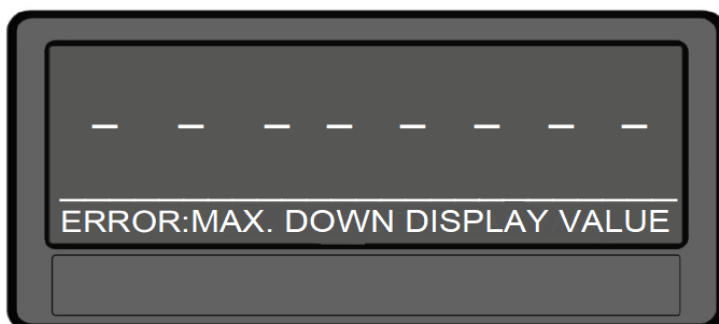 – – – – – – – –
ERROR:MAX. DOWN DISPLAY VALUE